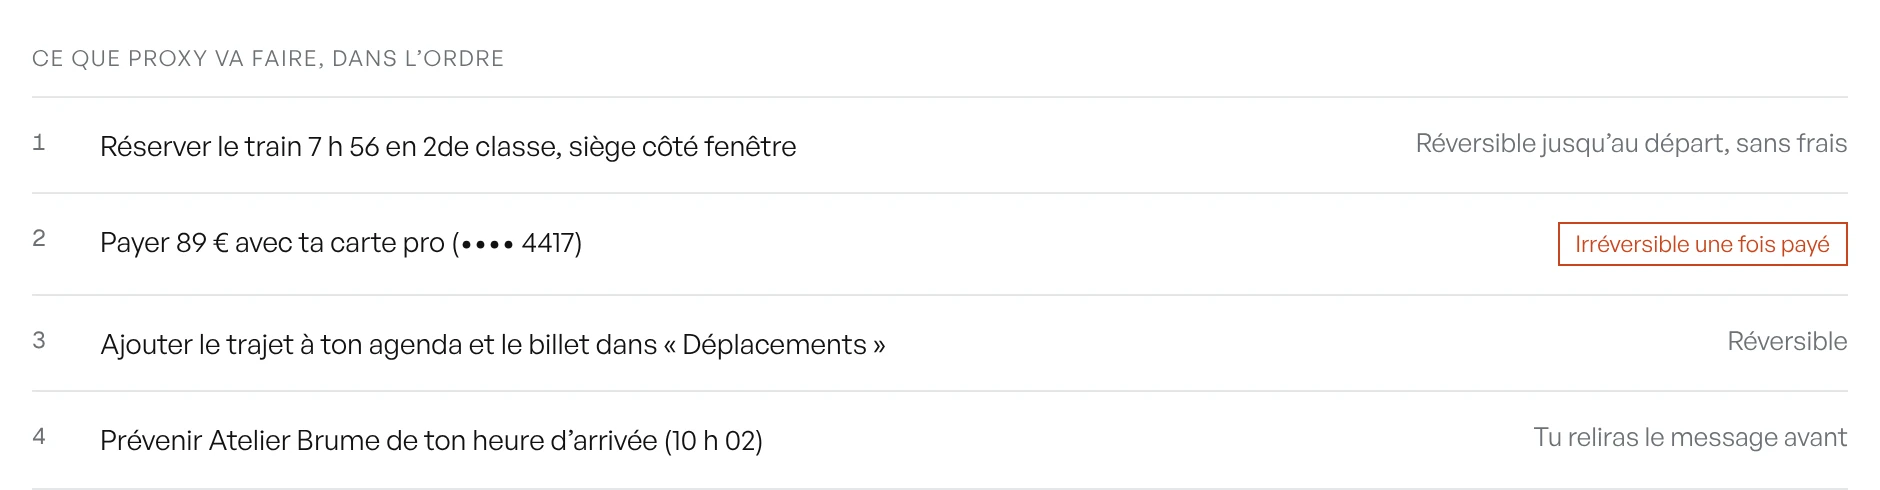 CE QUE PROXY VA FAIRE, DANS L’ORDRE
1 Réserver le train 7 h 56 en 2de classe, siège côté fenêtre Réversible jusqu’au départ, sans frais
2 Payer 89 € avec ta carte pro (•••• 4417) Irréversible une fois payé
3 Ajouter le trajet à ton agenda et le billet dans « Déplacements » Réversible
4 Prévenir Atelier Brume de ton heure d’arrivée (10 h 02) Tu reliras le message avant